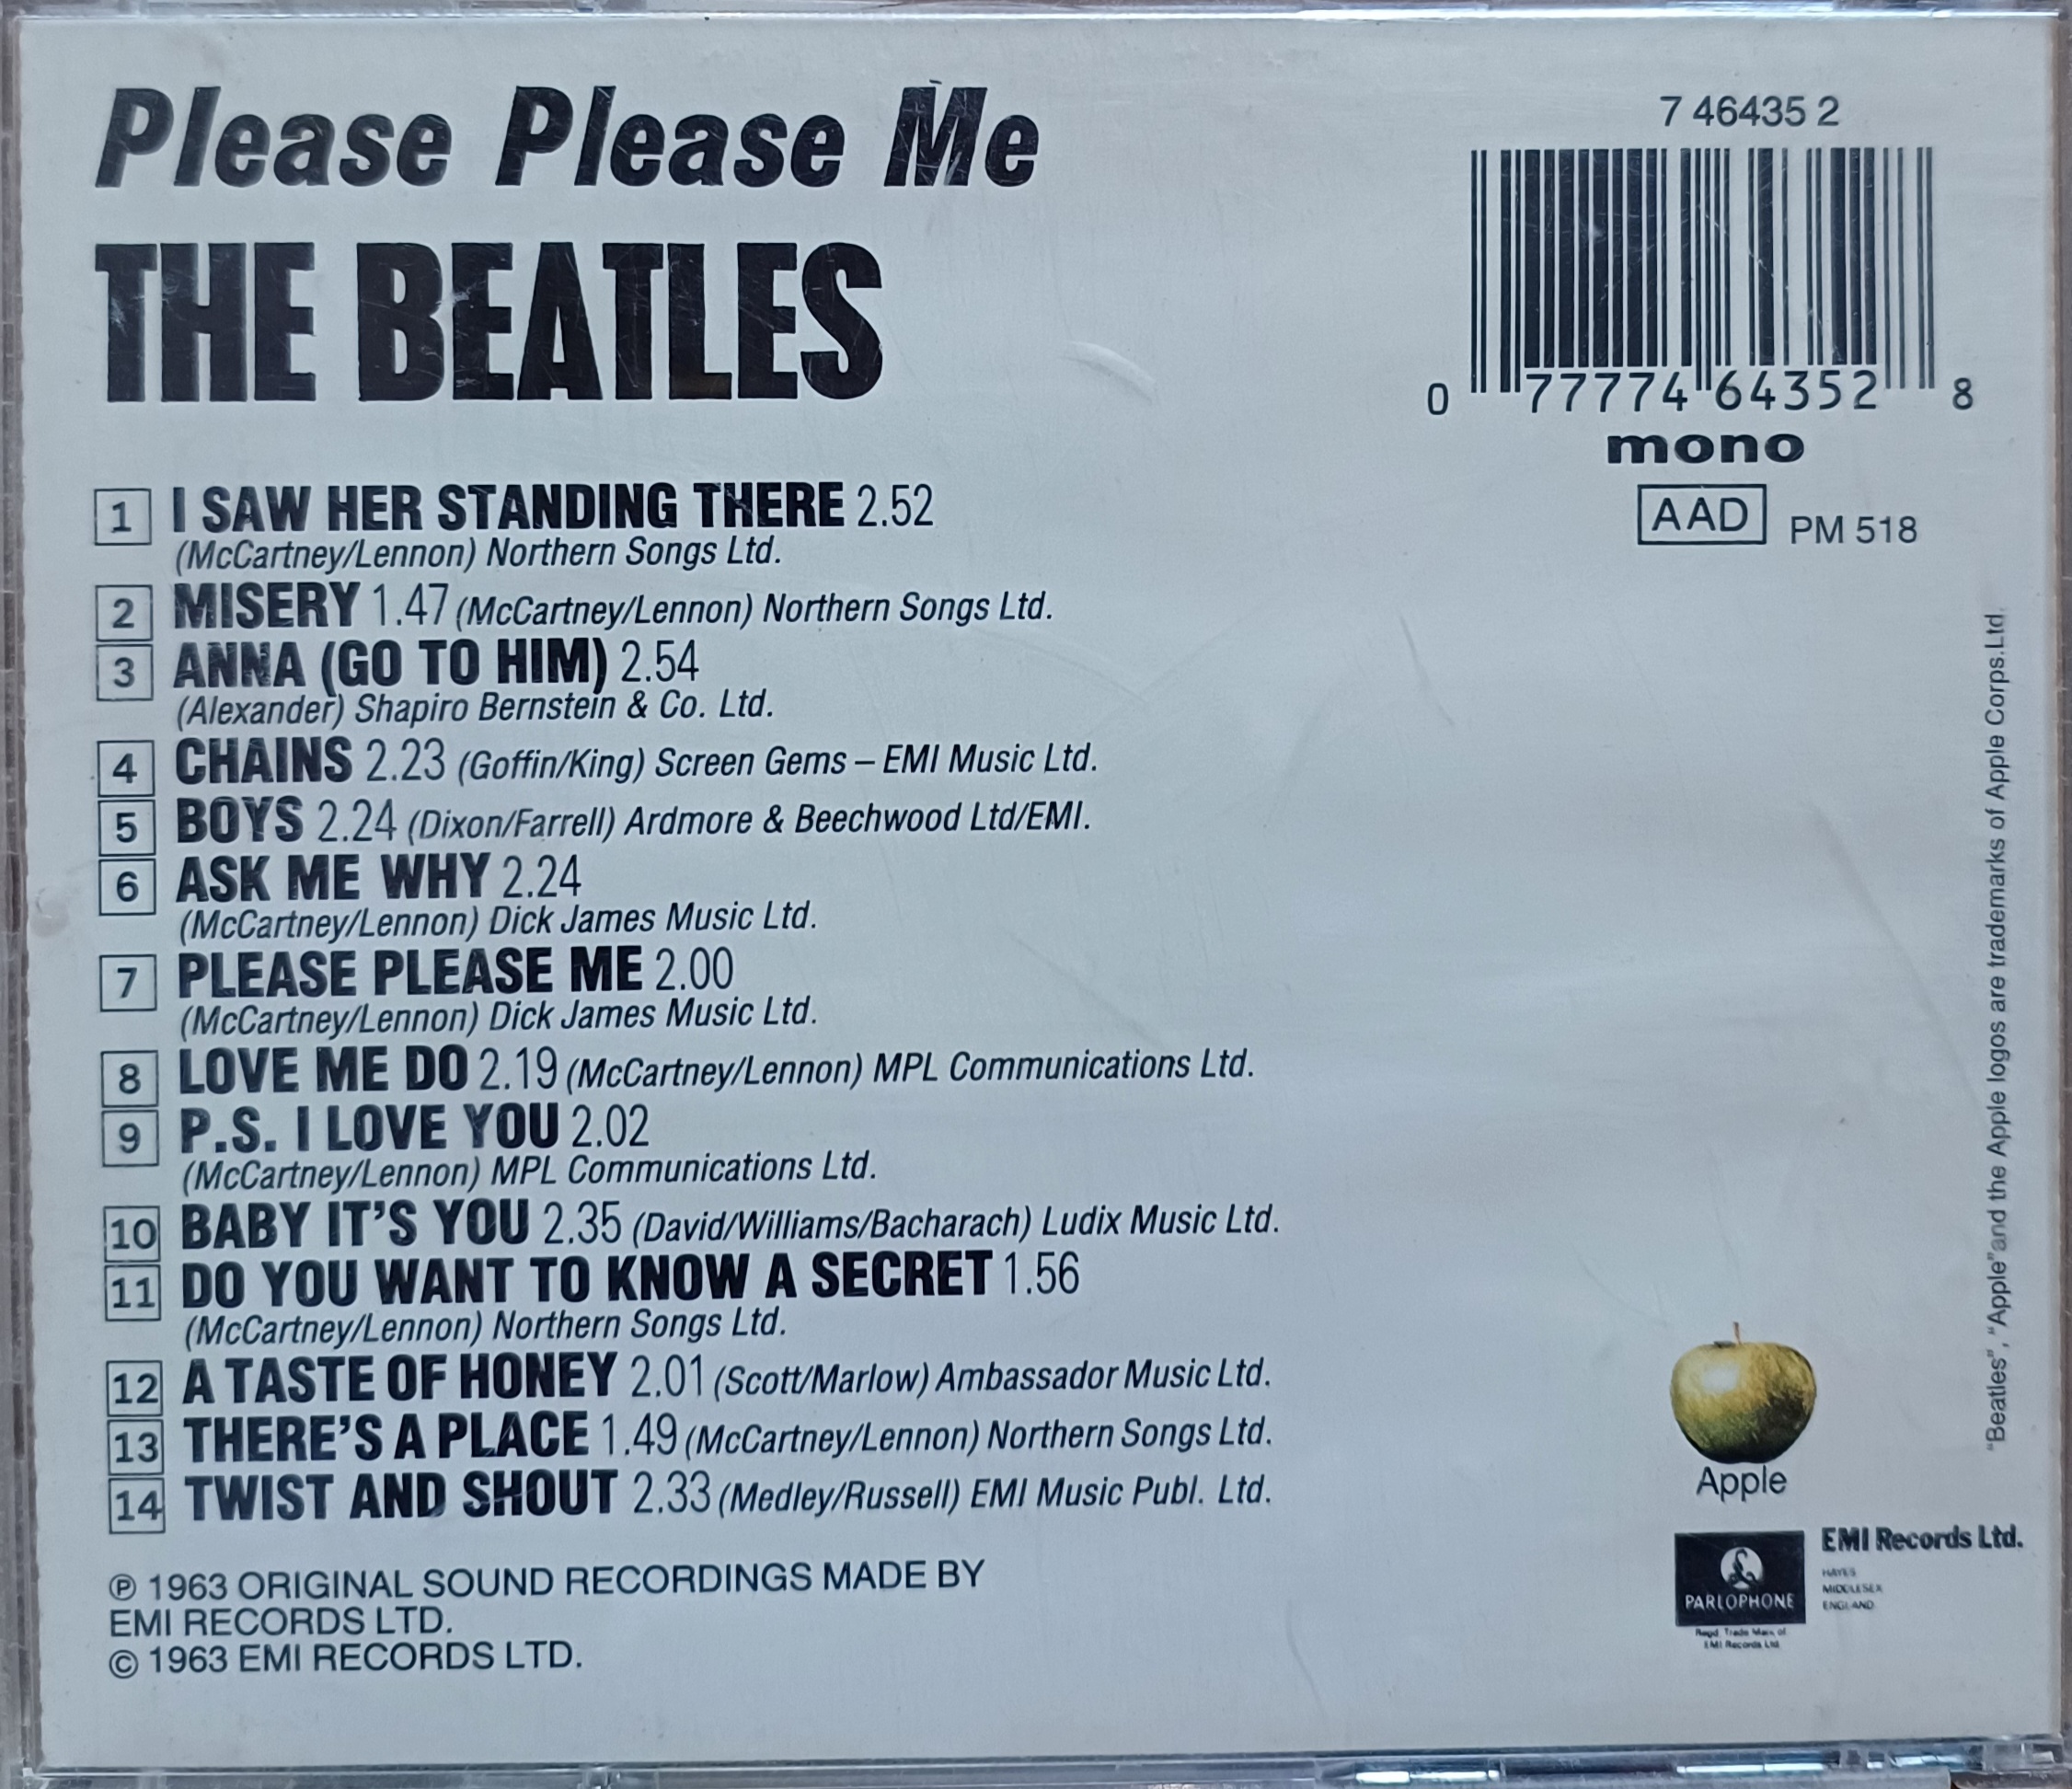 Please Please Me
THE BEATLES
7 46435 2
0 77774 64352 8
mono
AAD PM 518
1 I SAW HER STANDING THERE 2.52
(McCartney/Lennon) Northern Songs Ltd.
2 MISERY 1.47 (McCartney/Lennon) Northern Songs Ltd.
3 ANNA (GO TO HIM) 2.54
(Alexander) Shapiro Bernstein & Co. Ltd.
4 CHAINS 2.23 (Goffin/King) Screen Gems – EMI Music Ltd.
5 BOYS 2.24 (Dixon/Farrell) Ardmore & Beechwood Ltd/EMI.
6 ASK ME WHY 2.24
(McCartney/Lennon) Dick James Music Ltd.
7 PLEASE PLEASE ME 2.00
(McCartney/Lennon) Dick James Music Ltd.
8 LOVE ME DO 2.19 (McCartney/Lennon) MPL Communications Ltd.
9 P.S. I LOVE YOU 2.02
(McCartney/Lennon) MPL Communications Ltd.
10 BABY IT'S YOU 2.35 (David/Williams/Bacharach) Ludix Music Ltd.
11 DO YOU WANT TO KNOW A SECRET 1.56
(McCartney/Lennon) Northern Songs Ltd.
12 A TASTE OF HONEY 2.01 (Scott/Marlow) Ambassador Music Ltd.
13 THERE'S A PLACE 1.49 (McCartney/Lennon) Northern Songs Ltd.
14 TWIST AND SHOUT 2.33 (Medley/Russell) EMI Music Publ. Ltd.
℗ 1963 ORIGINAL SOUND RECORDINGS MADE BY
EMI RECORDS LTD.
© 1963 EMI RECORDS LTD.
"Beatles", "Apple" and the Apple logos are trademarks of Apple Corps.Ltd.
Apple
PARLOPHONE
Regd. Trade Mark of
EMI Records Ltd.
EMI Records Ltd.
HAYES
MIDDLESEX
ENGLAND